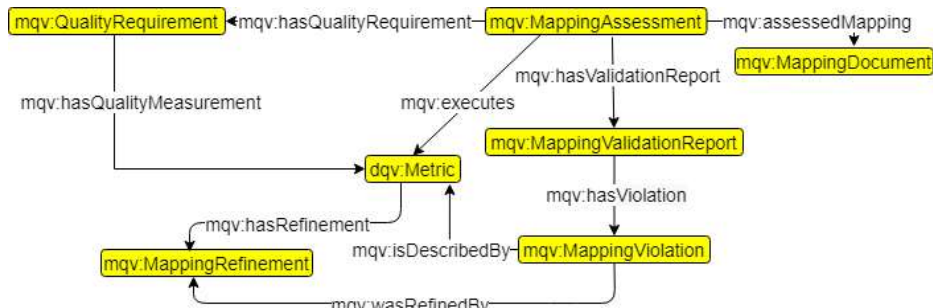 mqv:QualityRequirement
mqv:hasQualityRequirement
mqv:MappingAssessment
mqv:assessedMapping
mqv:MappingDocument
mqv:hasValidationReport
mqv:hasQualityMeasurement
mqv:executes
mqv:MappingValidationReport
dqv:Metric
mqv:hasViolation
mqv:hasRefinement
mqv:isDescribedBy
mqv:MappingViolation
mqv:MappingRefinement
mqv:wasRefinedBy